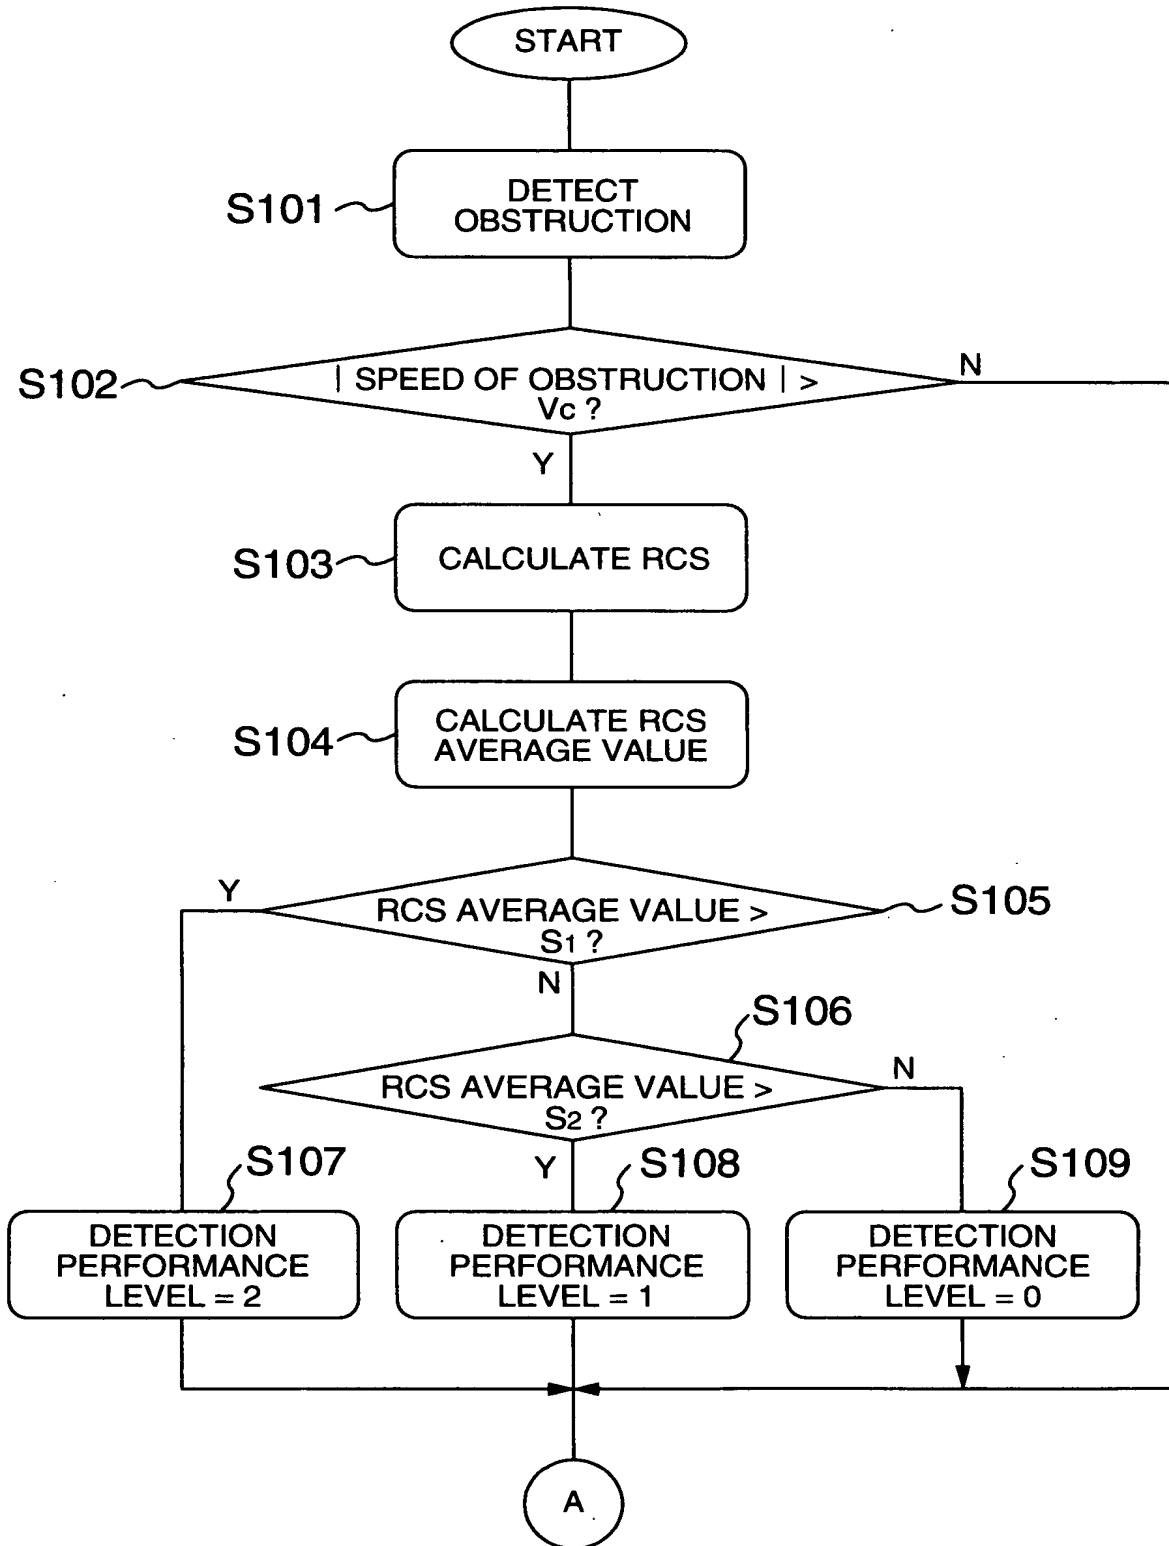 START
S101
DETECT
OBSTRUCTION
S102
| SPEED OF OBSTRUCTION | >
Vc ?
N
Y
S103
CALCULATE RCS
S104
CALCULATE RCS
AVERAGE VALUE
Y
RCS AVERAGE VALUE >
S1 ?
S105
N
S106
RCS AVERAGE VALUE >
S2 ?
N
Y
S107
S108
S109
DETECTION
PERFORMANCE
LEVEL = 2
DETECTION
PERFORMANCE
LEVEL = 1
DETECTION
PERFORMANCE
LEVEL = 0
A